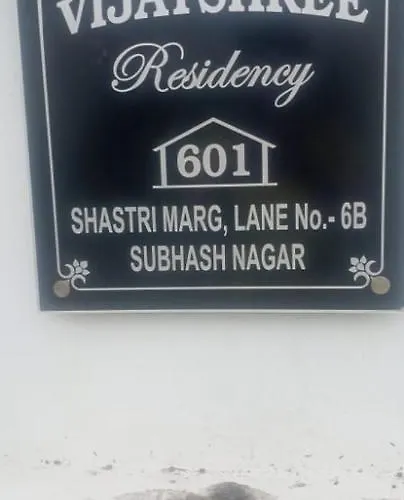 VIJAYSHREE
Residency
601
SHASTRI MARG, LANE No.- 6B
SUBHASH NAGAR